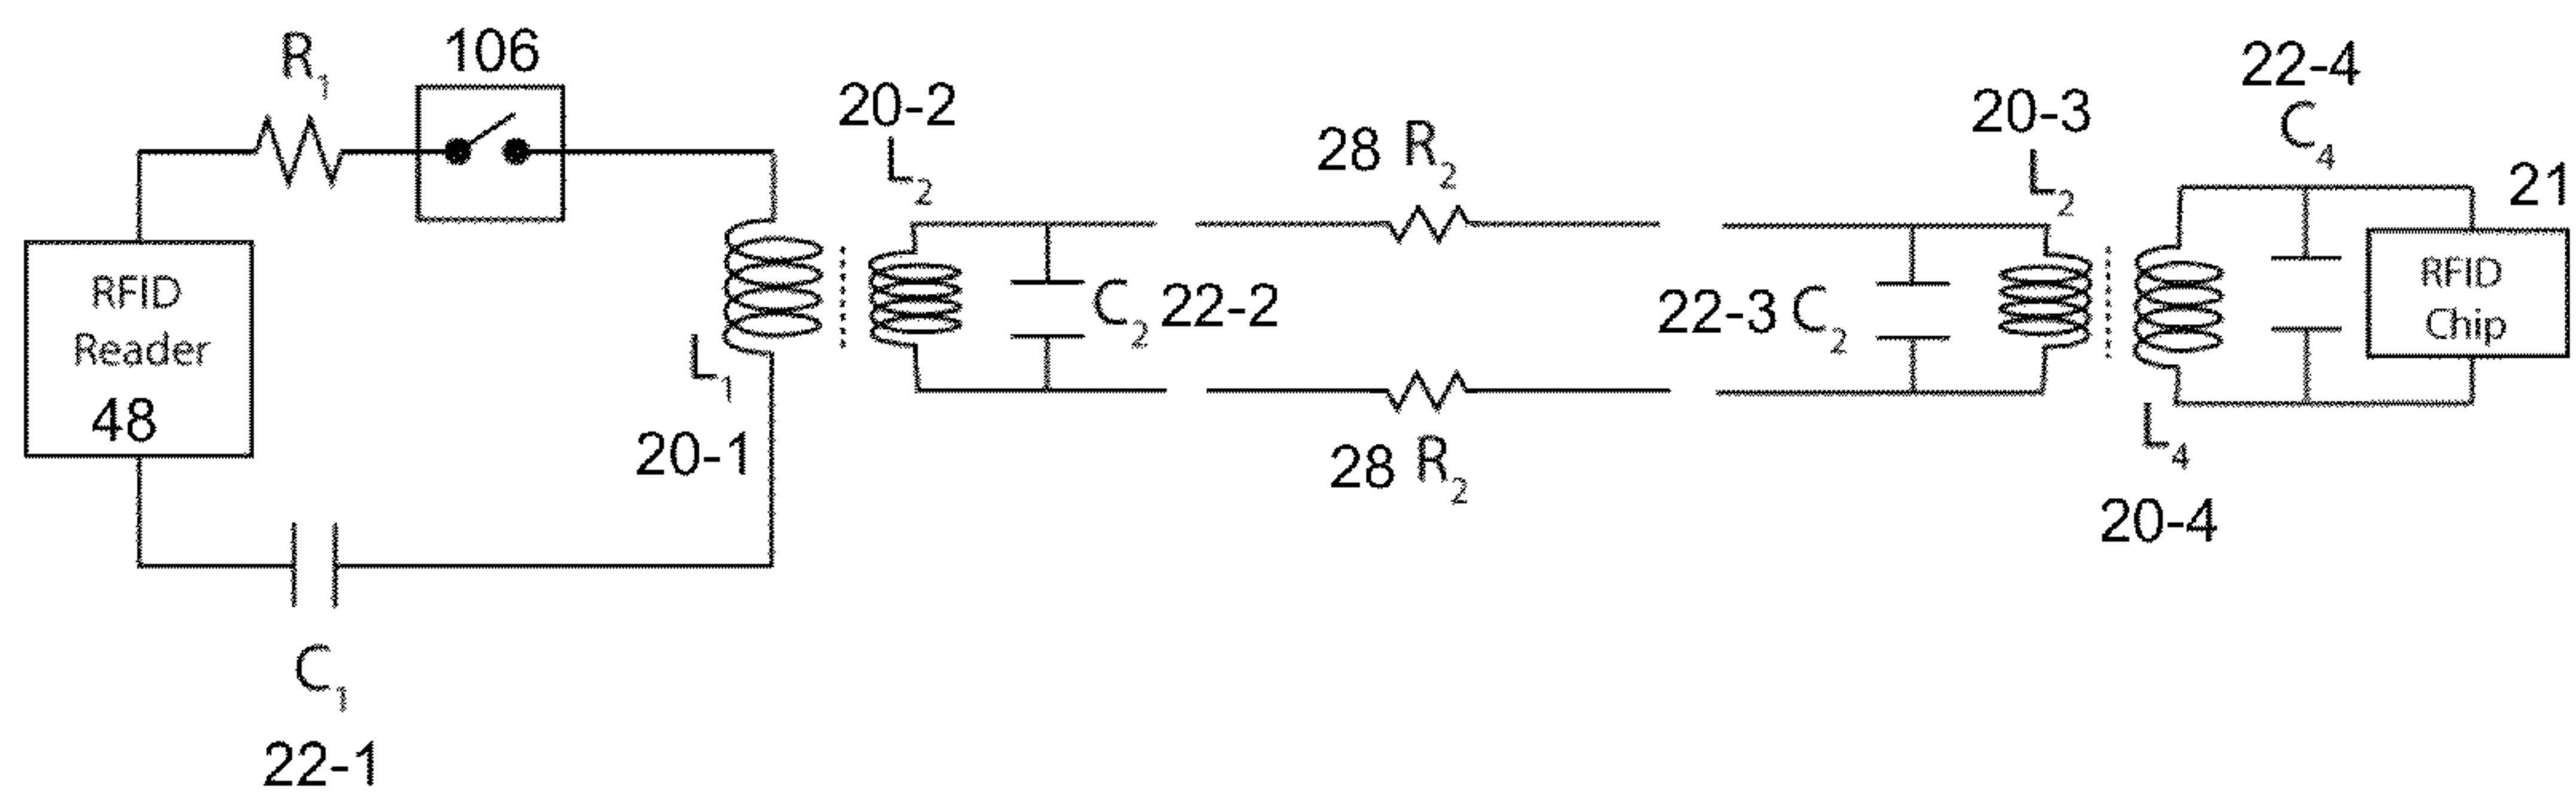 R1
106
20-2
L2
28 R2
20-3
L2
22-4
C4
21
RFID
Reader
48
L1
20-1
C2 22-2
22-3 C2
RFID
Chip
28 R2
L4
20-4
C1
22-1